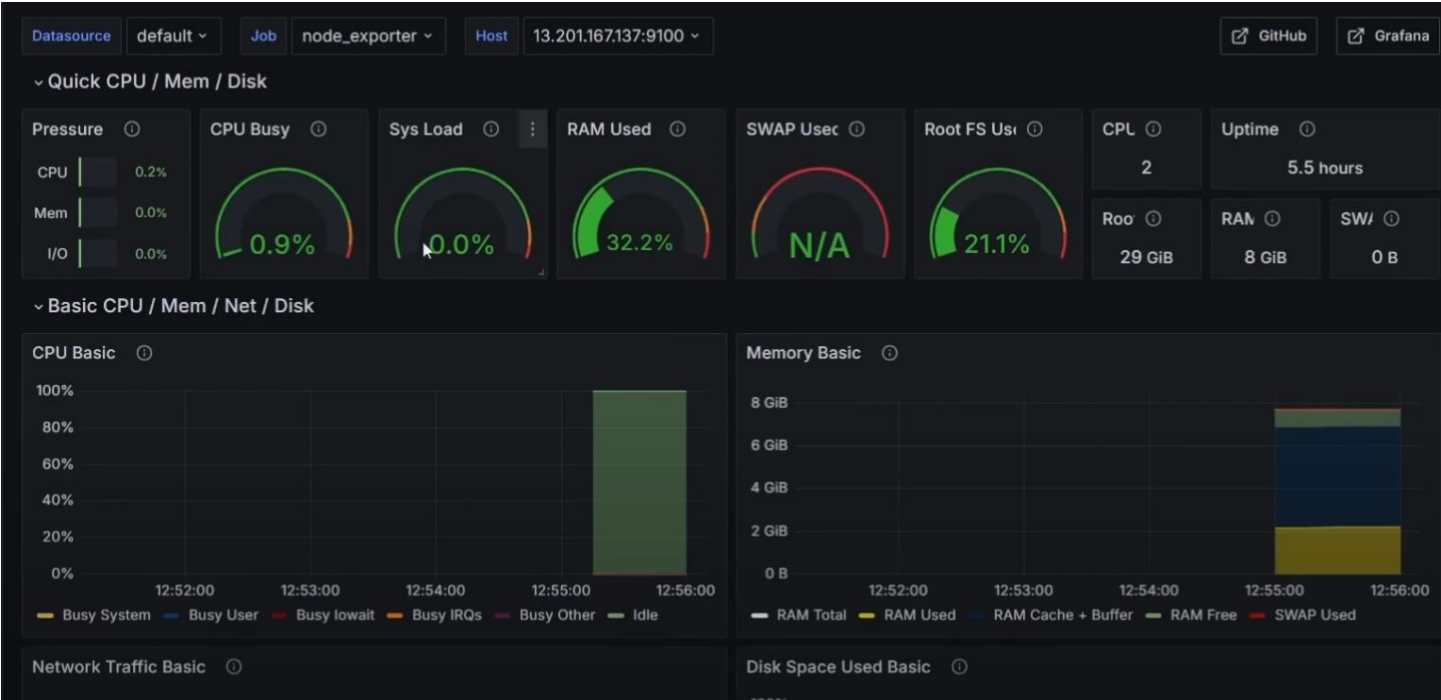 Datasource default Job node_exporter Host 13.201.167.137:9100 GitHub Grafana
Quick CPU / Mem / Disk
Pressure CPU Busy Sys Load RAM Used SWAP Usec Root FS Us CPL Uptime
CPU 0.2%
Mem 0.0%
I/O 0.0%
0.9%
0.0%
32.2%
N/A
21.1%
2
5.5 hours
Roo RAM SW/
29 GiB 8 GiB 0 B
Basic CPU / Mem / Net / Disk
CPU Basic
100%
80%
60%
40%
20%
0%
12:52:00 12:53:00 12:54:00 12:55:00 12:56:00
Busy System Busy User Busy Iowait Busy IRQs Busy Other Idle
Memory Basic
8 GiB
6 GiB
4 GiB
2 GiB
0 B
12:52:00 12:53:00 12:54:00 12:55:00 12:56:00
RAM Total RAM Used RAM Cache + Buffer RAM Free SWAP Used
Network Traffic Basic
Disk Space Used Basic